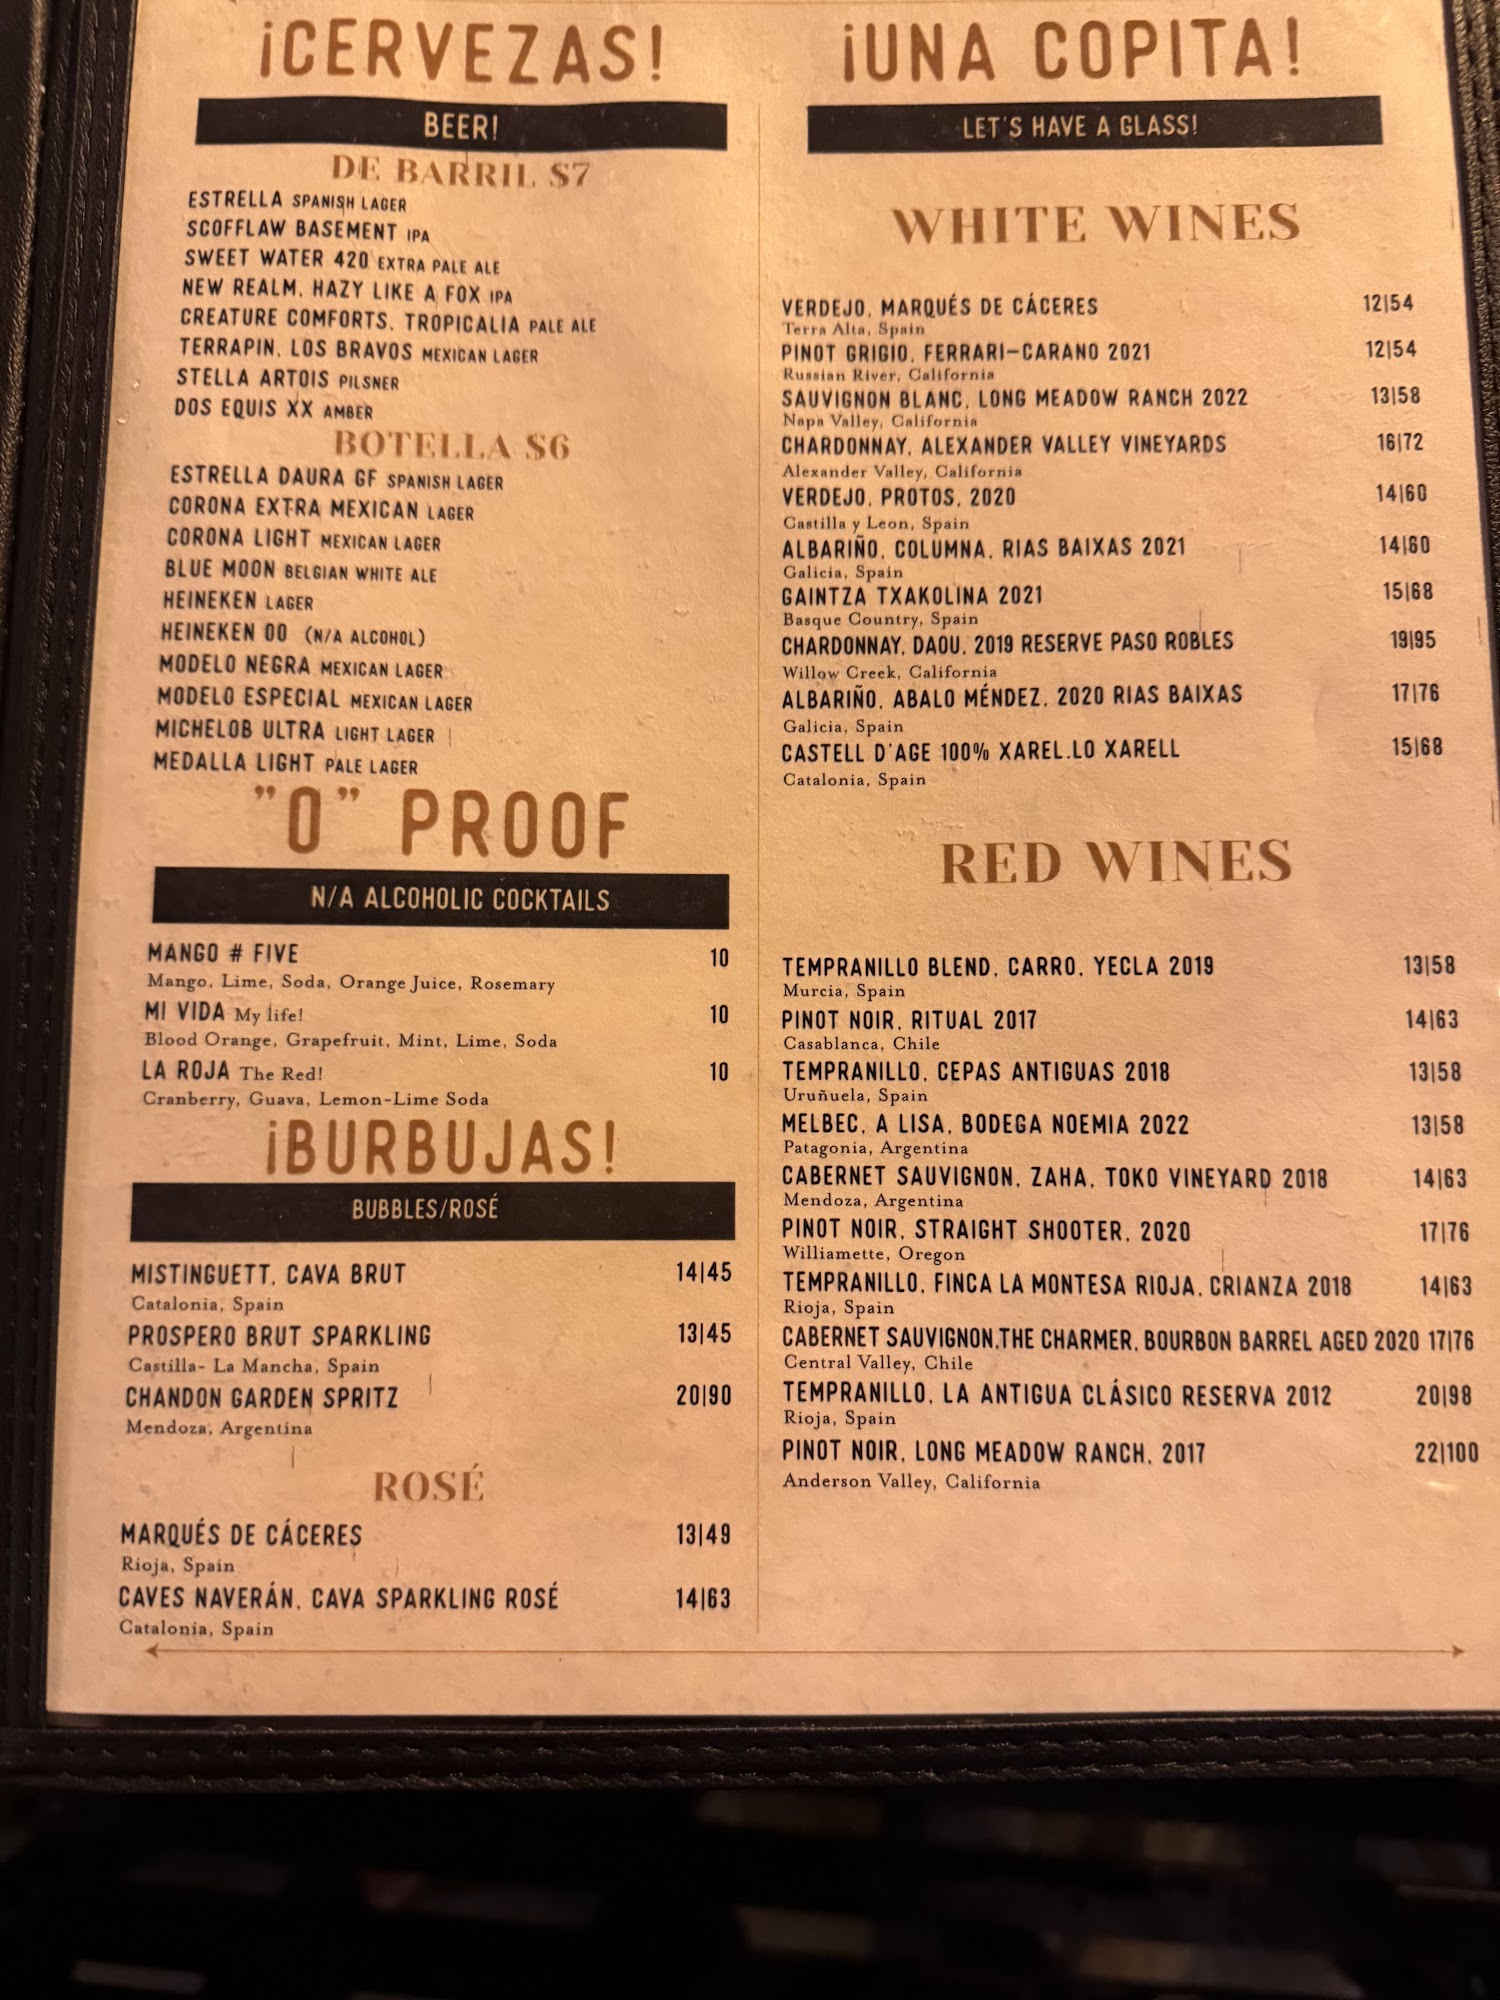 ¡CERVEZAS!
BEER!
DE BARRIL $7
ESTRELLA SPANISH LAGER
SCOFFLAW BASEMENT IPA
SWEET WATER 420 EXTRA PALE ALE
NEW REALM, HAZY LIKE A FOX IPA
CREATURE COMFORTS, TROPICALIA PALE ALE
TERRAPIN, LOS BRAVOS MEXICAN LAGER
STELLA ARTOIS PILSNER
DOS EQUIS XX AMBER
BOTELLA $6
ESTRELLA DAURA GF SPANISH LAGER
CORONA EXTRA MEXICAN LAGER
CORONA LIGHT MEXICAN LAGER
BLUE MOON BELGIAN WHITE ALE
HEINEKEN LAGER
HEINEKEN 00 (N/A ALCOHOL)
MODELO NEGRA MEXICAN LAGER
MODELO ESPECIAL MEXICAN LAGER
MICHELOB ULTRA LIGHT LAGER
MEDALLA LIGHT PALE LAGER
"0" PROOF
N/A ALCOHOLIC COCKTAILS
MANGO # FIVE 10
Mango, Lime, Soda, Orange Juice, Rosemary
MI VIDA My life! 10
Blood Orange, Grapefruit, Mint, Lime, Soda
LA ROJA The Red! 10
Cranberry, Guava, Lemon-Lime Soda
¡BURBUJAS!
BUBBLES/ROSÉ
MISTINGUETT, CAVA BRUT 14|45
Catalonia, Spain
PROSPERO BRUT SPARKLING 13|45
Castilla- La Mancha, Spain
CHANDON GARDEN SPRITZ 20|90
Mendoza, Argentina
ROSÉ
MARQUÉS DE CÁCERES 13|49
Rioja, Spain
CAVES NAVERÁN, CAVA SPARKLING ROSÉ 14|63
Catalonia, Spain
¡UNA COPITA!
LET'S HAVE A GLASS!
WHITE WINES
VERDEJO, MARQUÉS DE CÁCERES 12|54
Terra Alta, Spain
PINOT GRIGIO, FERRARI-CARANO 2021 12|54
Russian River, California
SAUVIGNON BLANC, LONG MEADOW RANCH 2022 13|58
Napa Valley, California
CHARDONNAY, ALEXANDER VALLEY VINEYARDS 16|72
Alexander Valley, California
VERDEJO, PROTOS, 2020 14|60
Castilla y Leon, Spain
ALBARIÑO, COLUMNA, RIAS BAIXAS 2021 14|60
Galicia, Spain
GAINTZA TXAKOLINA 2021 15|68
Basque Country, Spain
CHARDONNAY, DAOU, 2019 RESERVE PASO ROBLES 19|95
Willow Creek, California
ALBARIÑO, ABALO MÉNDEZ, 2020 RIAS BAIXAS 17|76
Galicia, Spain
CASTELL D'AGE 100% XAREL.LO XARELL 15|68
Catalonia, Spain
RED WINES
TEMPRANILLO BLEND, CARRO, YECLA 2019 13|58
Murcia, Spain
PINOT NOIR, RITUAL 2017 14|63
Casablanca, Chile
TEMPRANILLO, CEPAS ANTIGUAS 2018 13|58
Uruñuela, Spain
MELBEC, A LISA, BODEGA NOEMIA 2022 13|58
Patagonia, Argentina
CABERNET SAUVIGNON, ZAHA, TOKO VINEYARD 2018 14|63
Mendoza, Argentina
PINOT NOIR, STRAIGHT SHOOTER, 2020 17|76
Williamette, Oregon
TEMPRANILLO, FINCA LA MONTESA RIOJA, CRIANZA 2018 14|63
Rioja, Spain
CABERNET SAUVIGNON,THE CHARMER, BOURBON BARREL AGED 2020 17|76
Central Valley, Chile
TEMPRANILLO, LA ANTIGUA CLÁSICO RESERVA 2012 20|98
Rioja, Spain
PINOT NOIR, LONG MEADOW RANCH, 2017 22|100
Anderson Valley, California